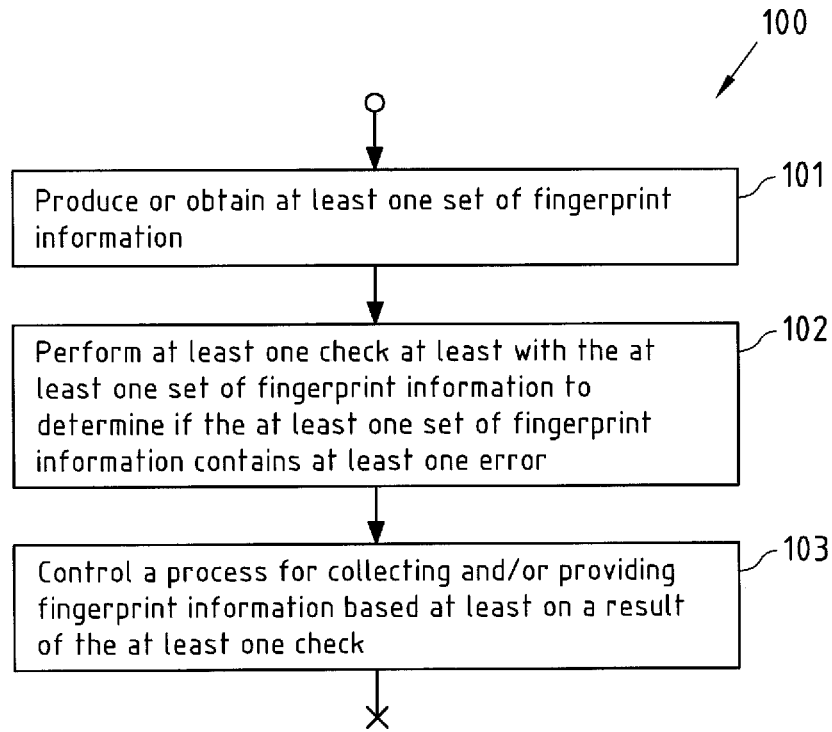 100
101
Produce or obtain at least one set of fingerprint
information
102
Perform at least one check at least with the at
least one set of fingerprint information to
determine if the at least one set of fingerprint
information contains at least one error
103
Control a process for collecting and/or providing
fingerprint information based at least on a result
of the at least one check